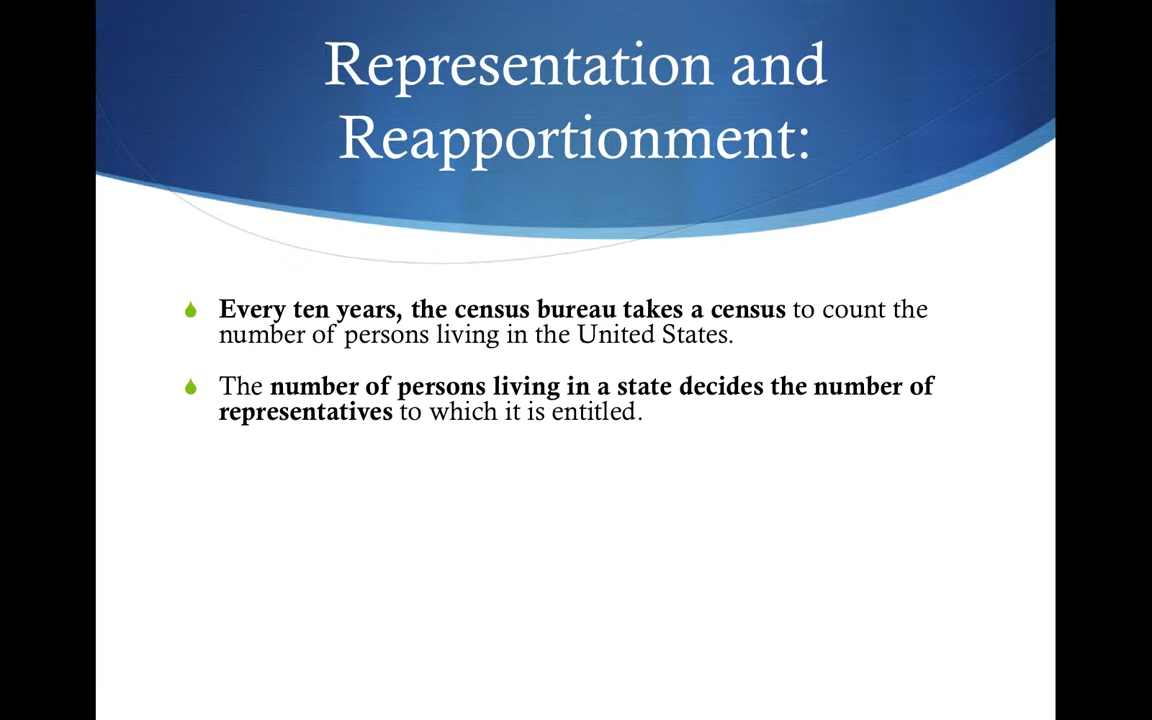 Representation and
Reapportionment:
Every ten years, the census bureau takes a census to count the
number of persons living in the United States.
The number of persons living in a state decides the number of
representatives to which it is entitled.